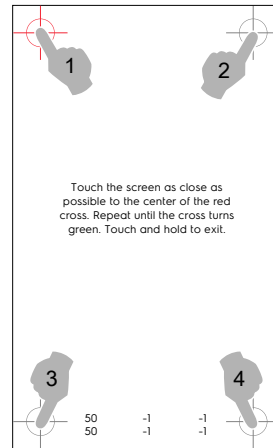 1
2
Touch the screen as close as
possible to the center of the red
cross. Repeat until the cross turns
green. Touch and hold to exit.
3
4
50 -1 -1
50 -1 -1